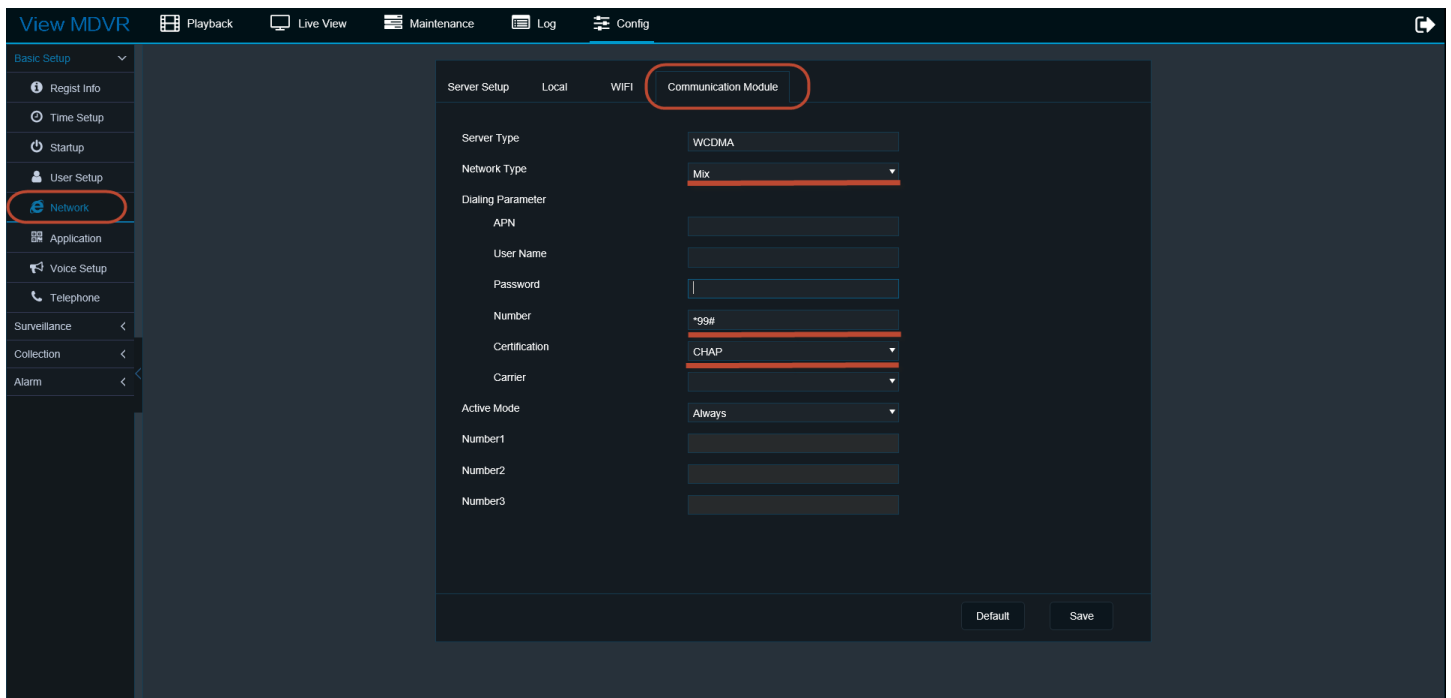 View MDVR Playback Live View Maintenance Log Config
Basic Setup
Regist Info
Time Setup
Startup
User Setup
Network
Application
Voice Setup
Telephone
Surveillance
Collection
Alarm
Server Setup Local WIFI Communication Module
Server Type WCDMA
Network Type Mix
Dialing Parameter
APN
User Name
Password
Number *99#
Certification CHAP
Carrier
Active Mode Always
Number1
Number2
Number3
Default Save